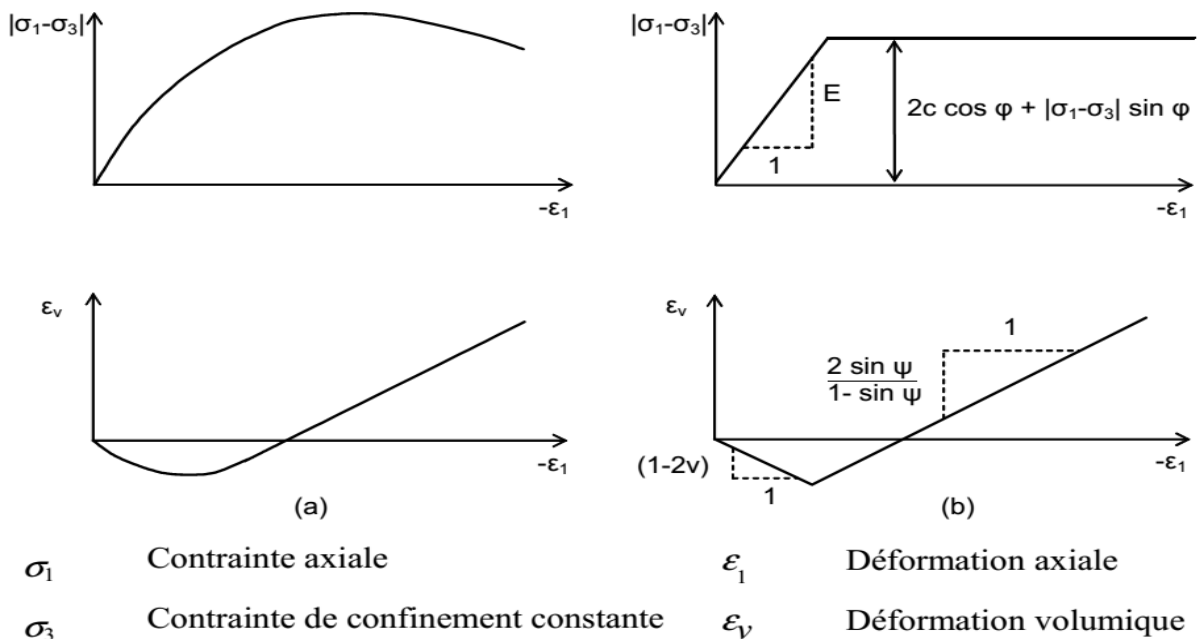 |σ₁-σ₃|
-ε₁
εᵥ
-ε₁
(a)
|σ₁-σ₃|
E
1
2c cos φ + |σ₁-σ₃| sin φ
-ε₁
εᵥ
1
2 sin ψ
1- sin ψ
(1-2ν)
1
-ε₁
(b)
σ₁ Contrainte axiale ε₁ Déformation axiale
σ₃ Contrainte de confinement constante εᵥ Déformation volumique